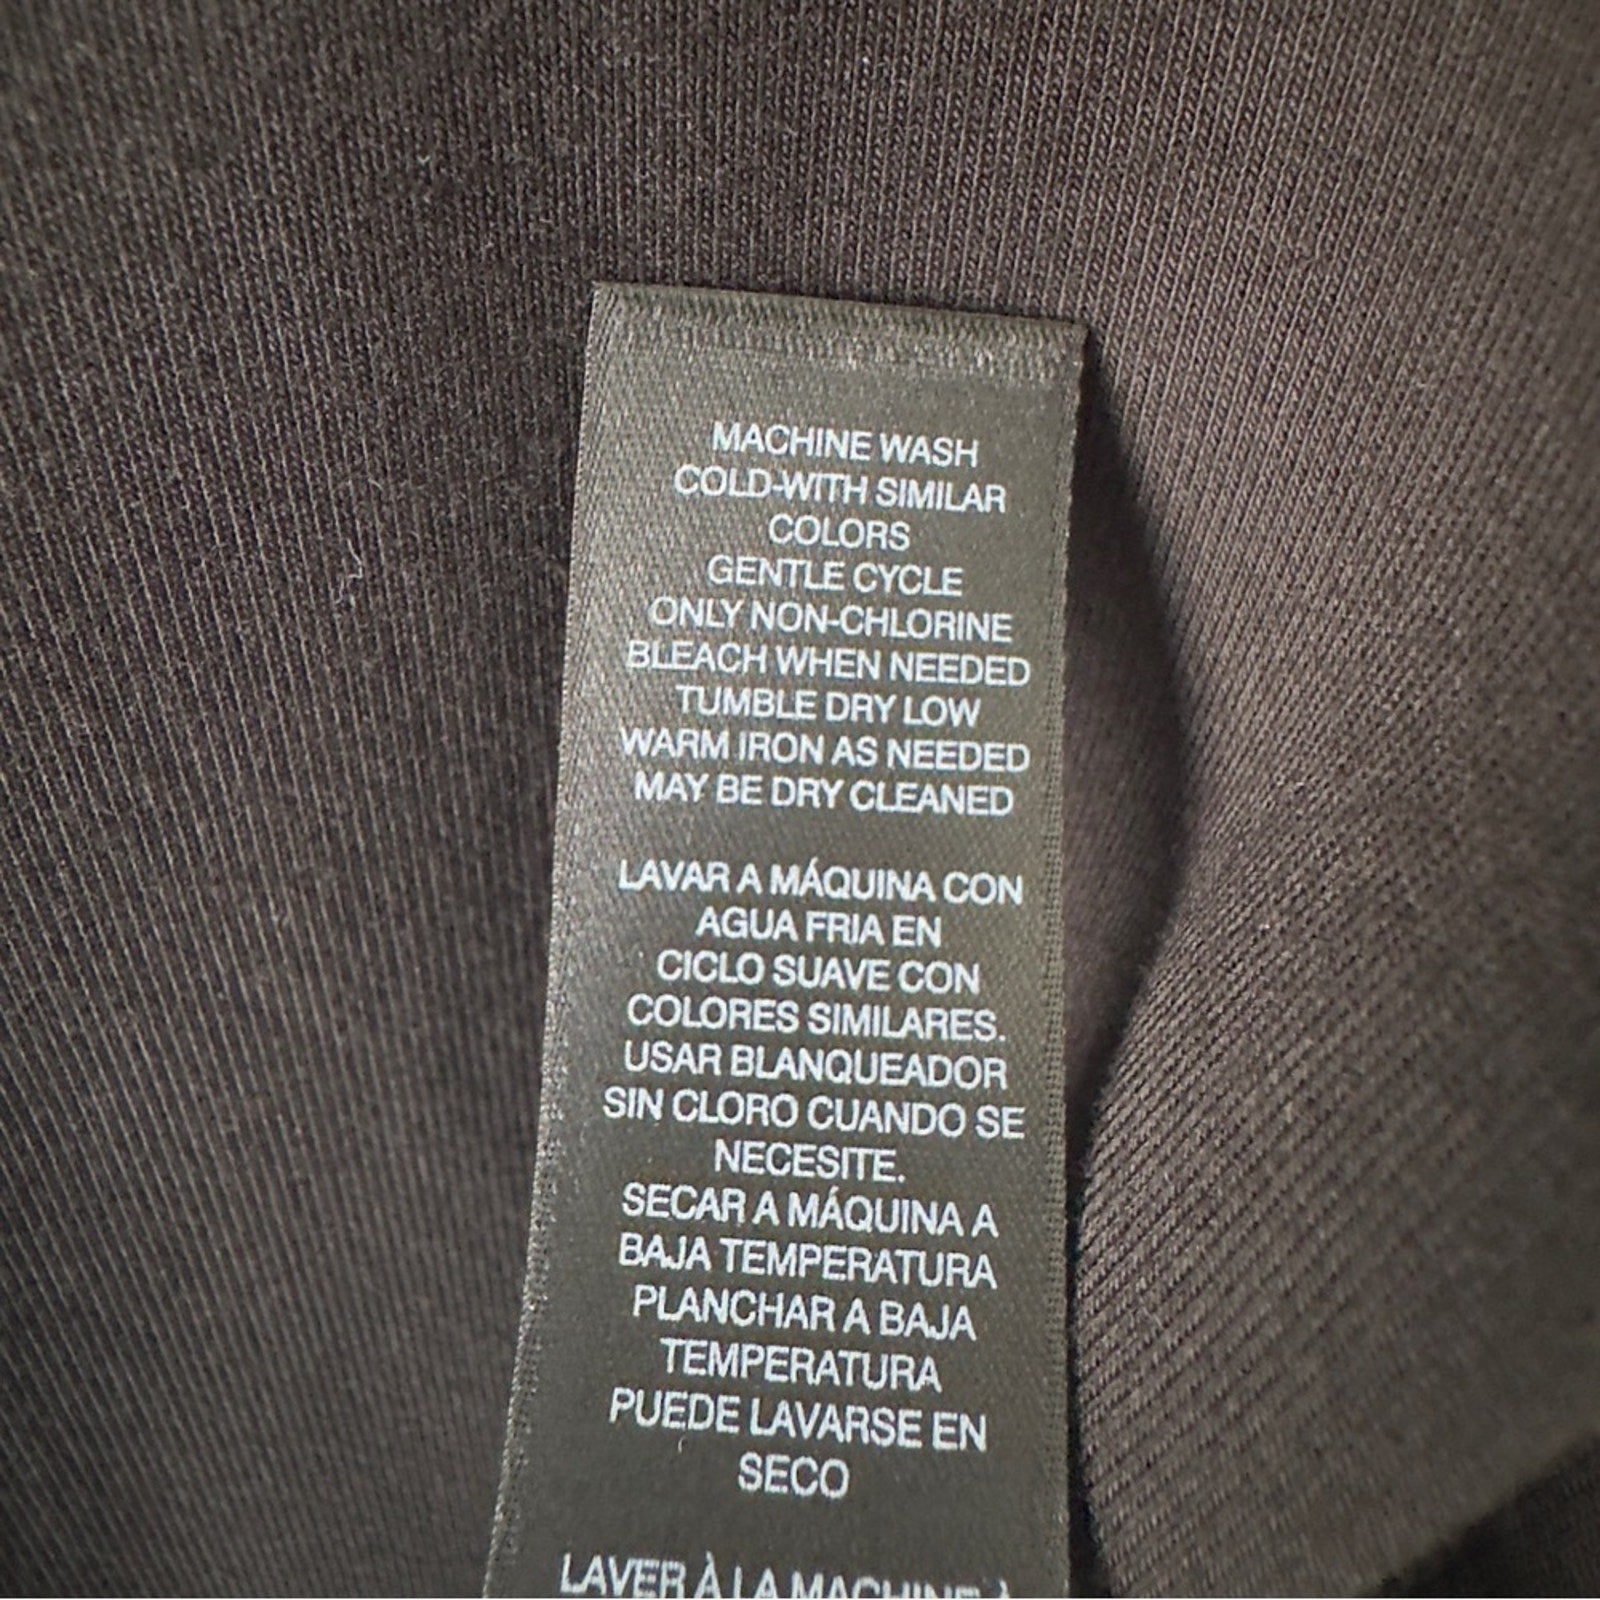 MACHINE WASH
COLD-WITH SIMILAR
COLORS
GENTLE CYCLE
ONLY NON-CHLORINE
BLEACH WHEN NEEDED
TUMBLE DRY LOW
WARM IRON AS NEEDED
MAY BE DRY CLEANED
LAVAR A MÁQUINA CON
AGUA FRIA EN
CICLO SUAVE CON
COLORES SIMILARES.
USAR BLANQUEADOR
SIN CLORO CUANDO SE
NECESITE.
SECAR A MÁQUINA A
BAJA TEMPERATURA
PLANCHAR A BAJA
TEMPERATURA
PUEDE LAVARSE EN
SECO
LAVER À LA MACHINE À